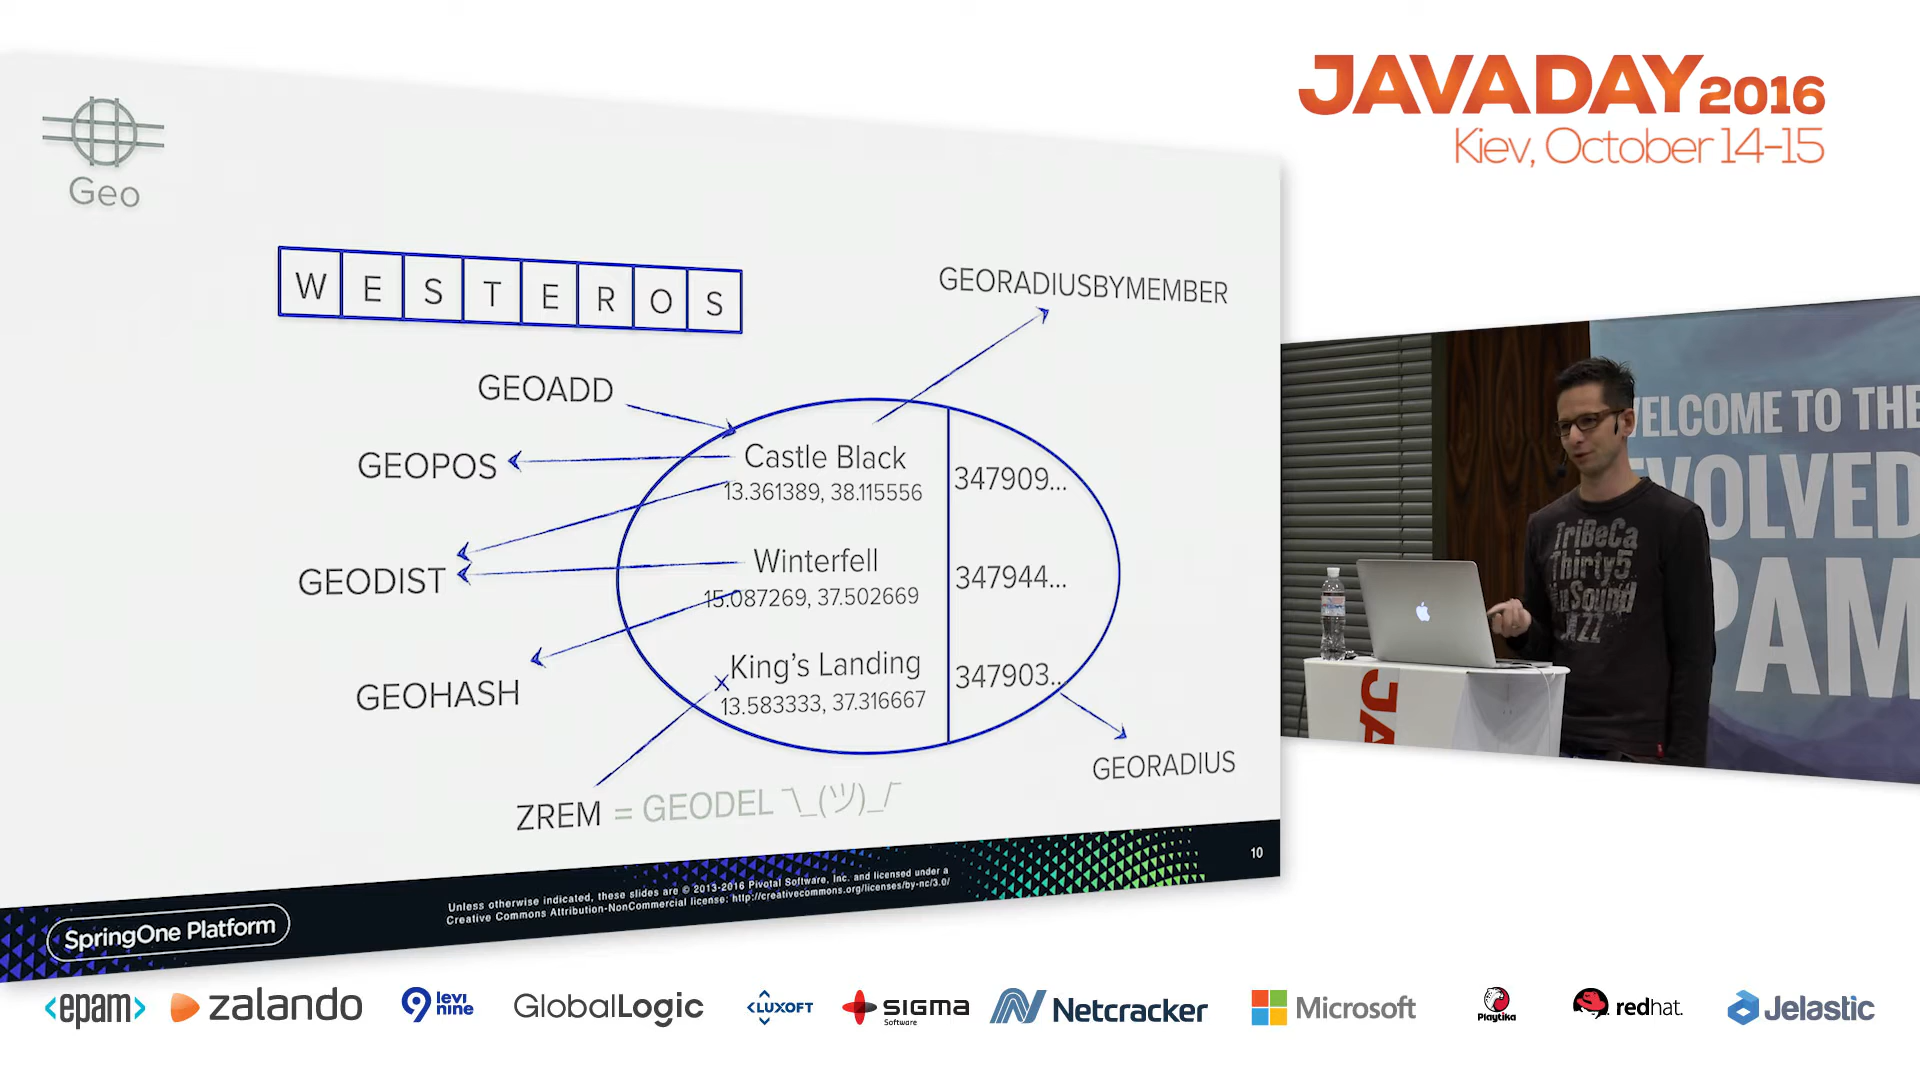 JAVADAY2016
Kiev, October 14-15
Geo
W E S T E R O S
GEORADIUSBYMEMBER
GEOADD
GEOPOS
Castle Black
13.361389, 38.115556
347909...
GEODIST
Winterfell
15.087269, 37.502669
347944...
GEOHASH
King's Landing
13.583333, 37.316667
347903..
GEORADIUS
ZREM = GEODEL ¯\_(ツ)_/¯
10
Unless otherwise indicated, these slides are © 2013-2016 Pivotal Software, Inc. and licensed under a
Creative Commons Attribution-NonCommercial license: http://creativecommons.org/licenses/by-nc/3.0/
SpringOne Platform
ELCOME TO THE
VOLVED
PAM
TriBeCa
Thirty5
Sound
JA
<epam>
zalando
9 levi nine
GlobalLogic
<LUXOFT>
SIGMA
Software
Netcracker
Microsoft
Playtika
redhat.
Jelastic